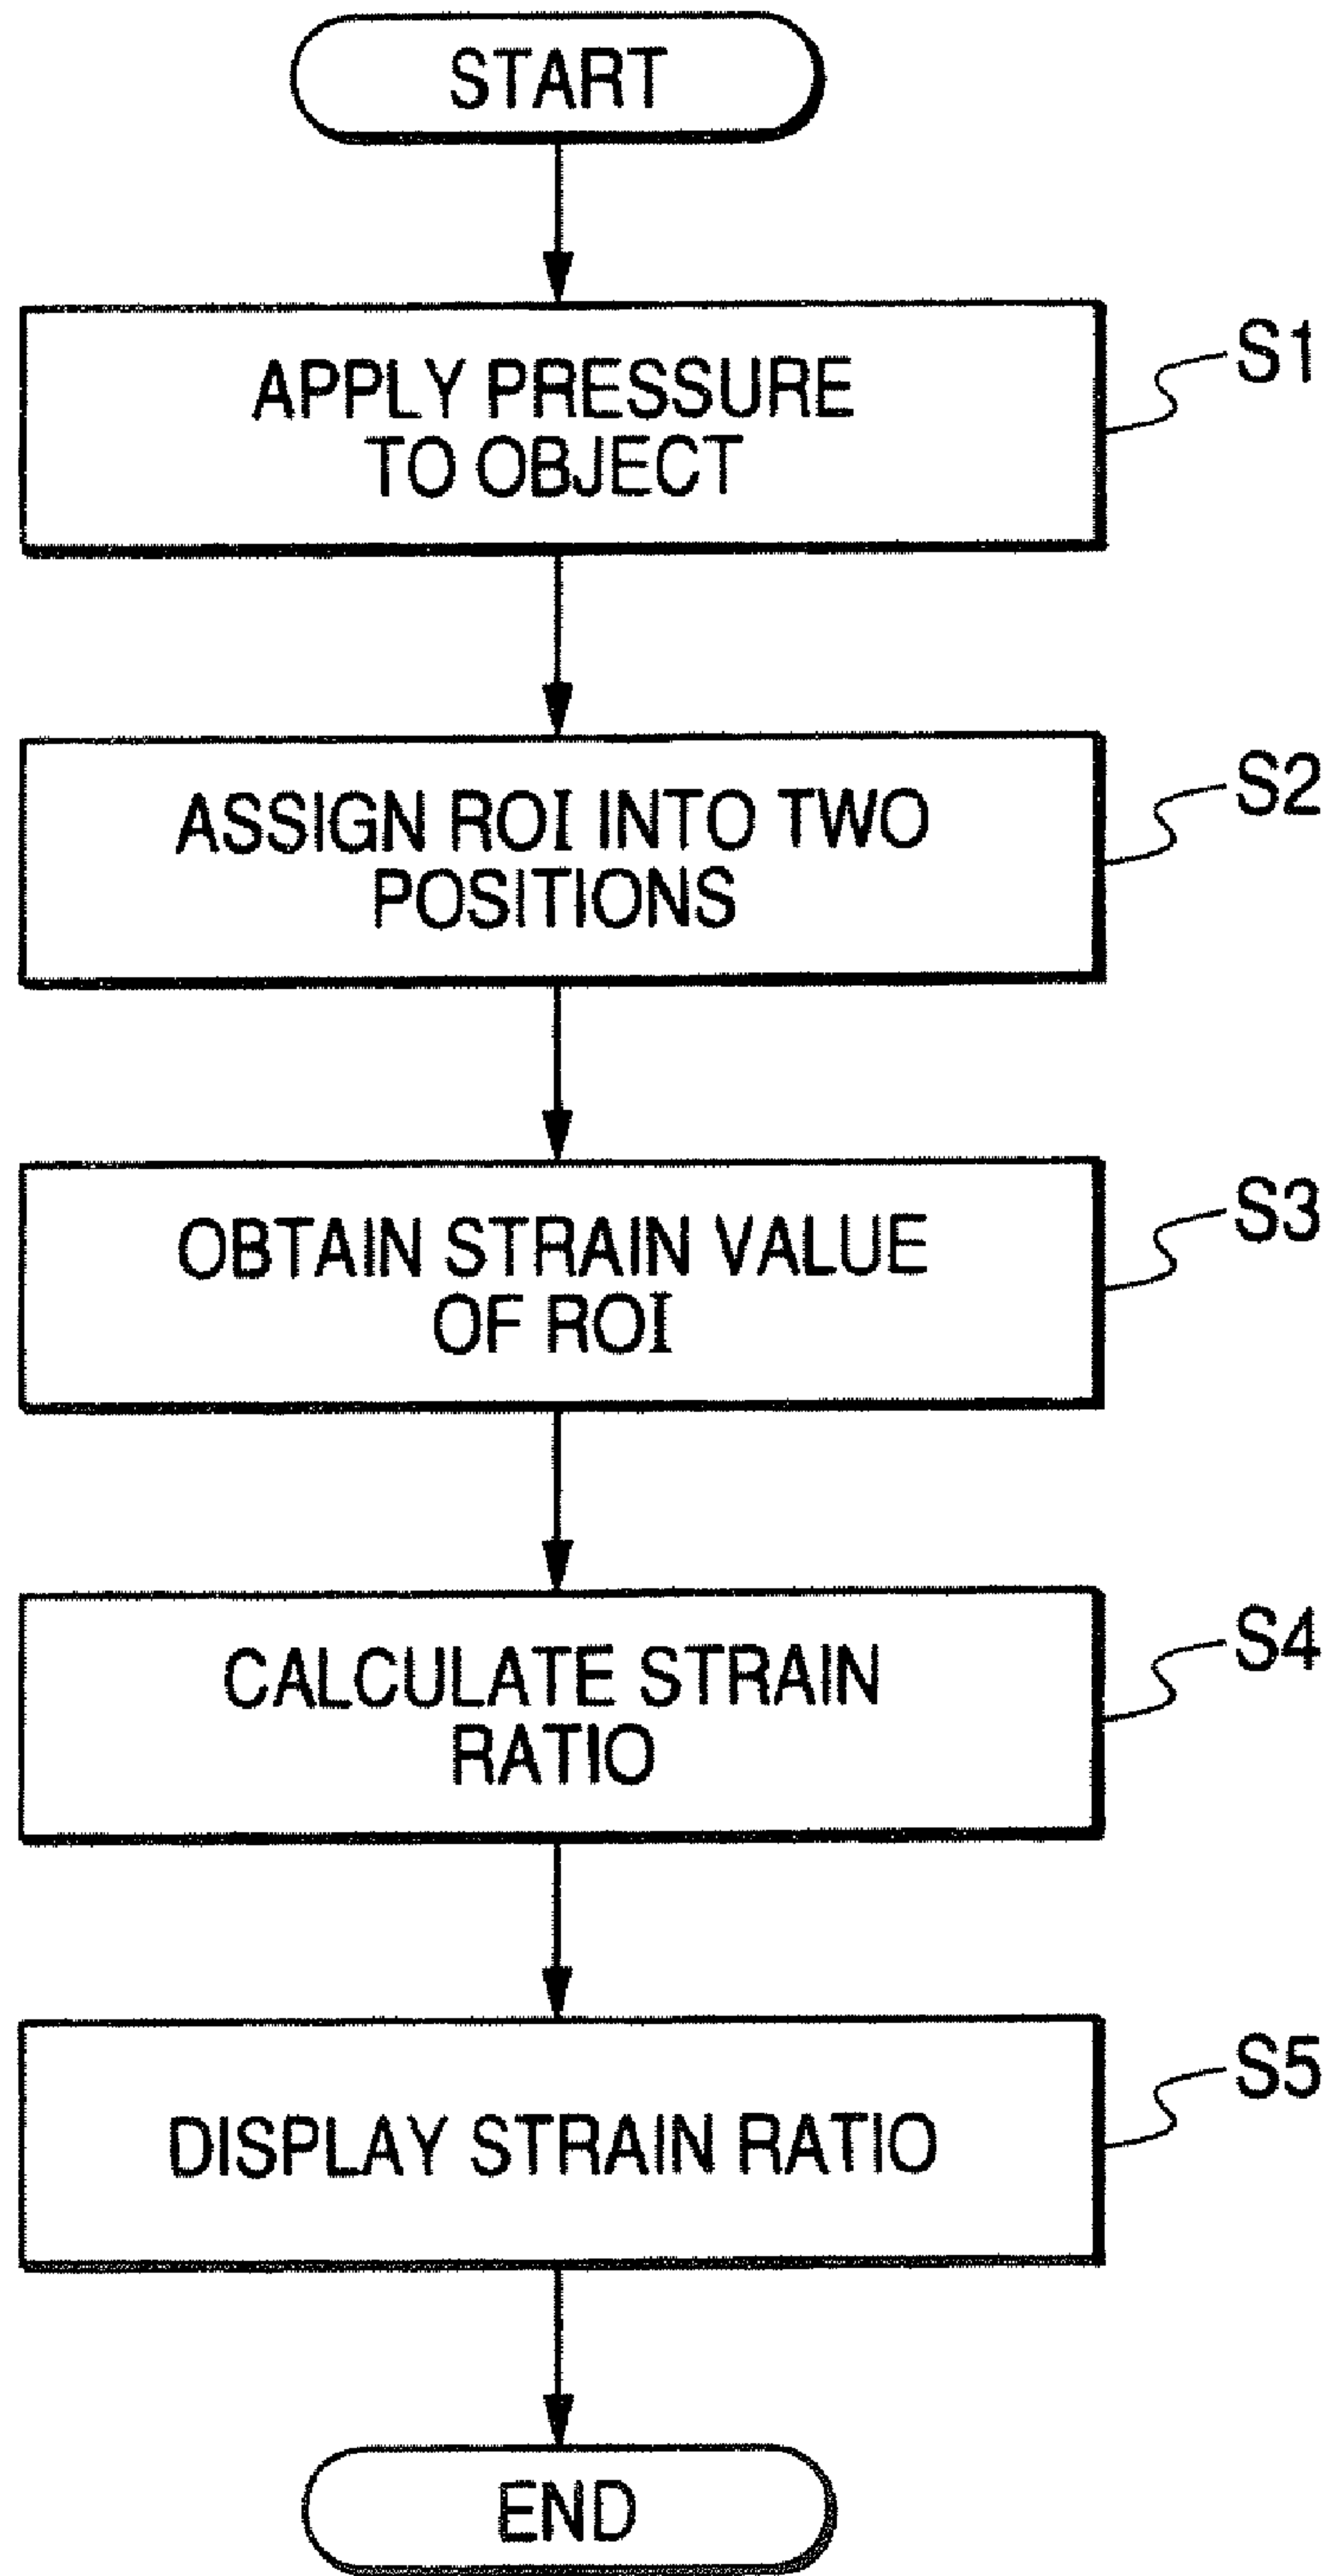 START
APPLY PRESSURE
TO OBJECT
S1
ASSIGN ROI INTO TWO
POSITIONS
S2
OBTAIN STRAIN VALUE
OF ROI
S3
CALCULATE STRAIN
RATIO
S4
DISPLAY STRAIN RATIO
S5
END